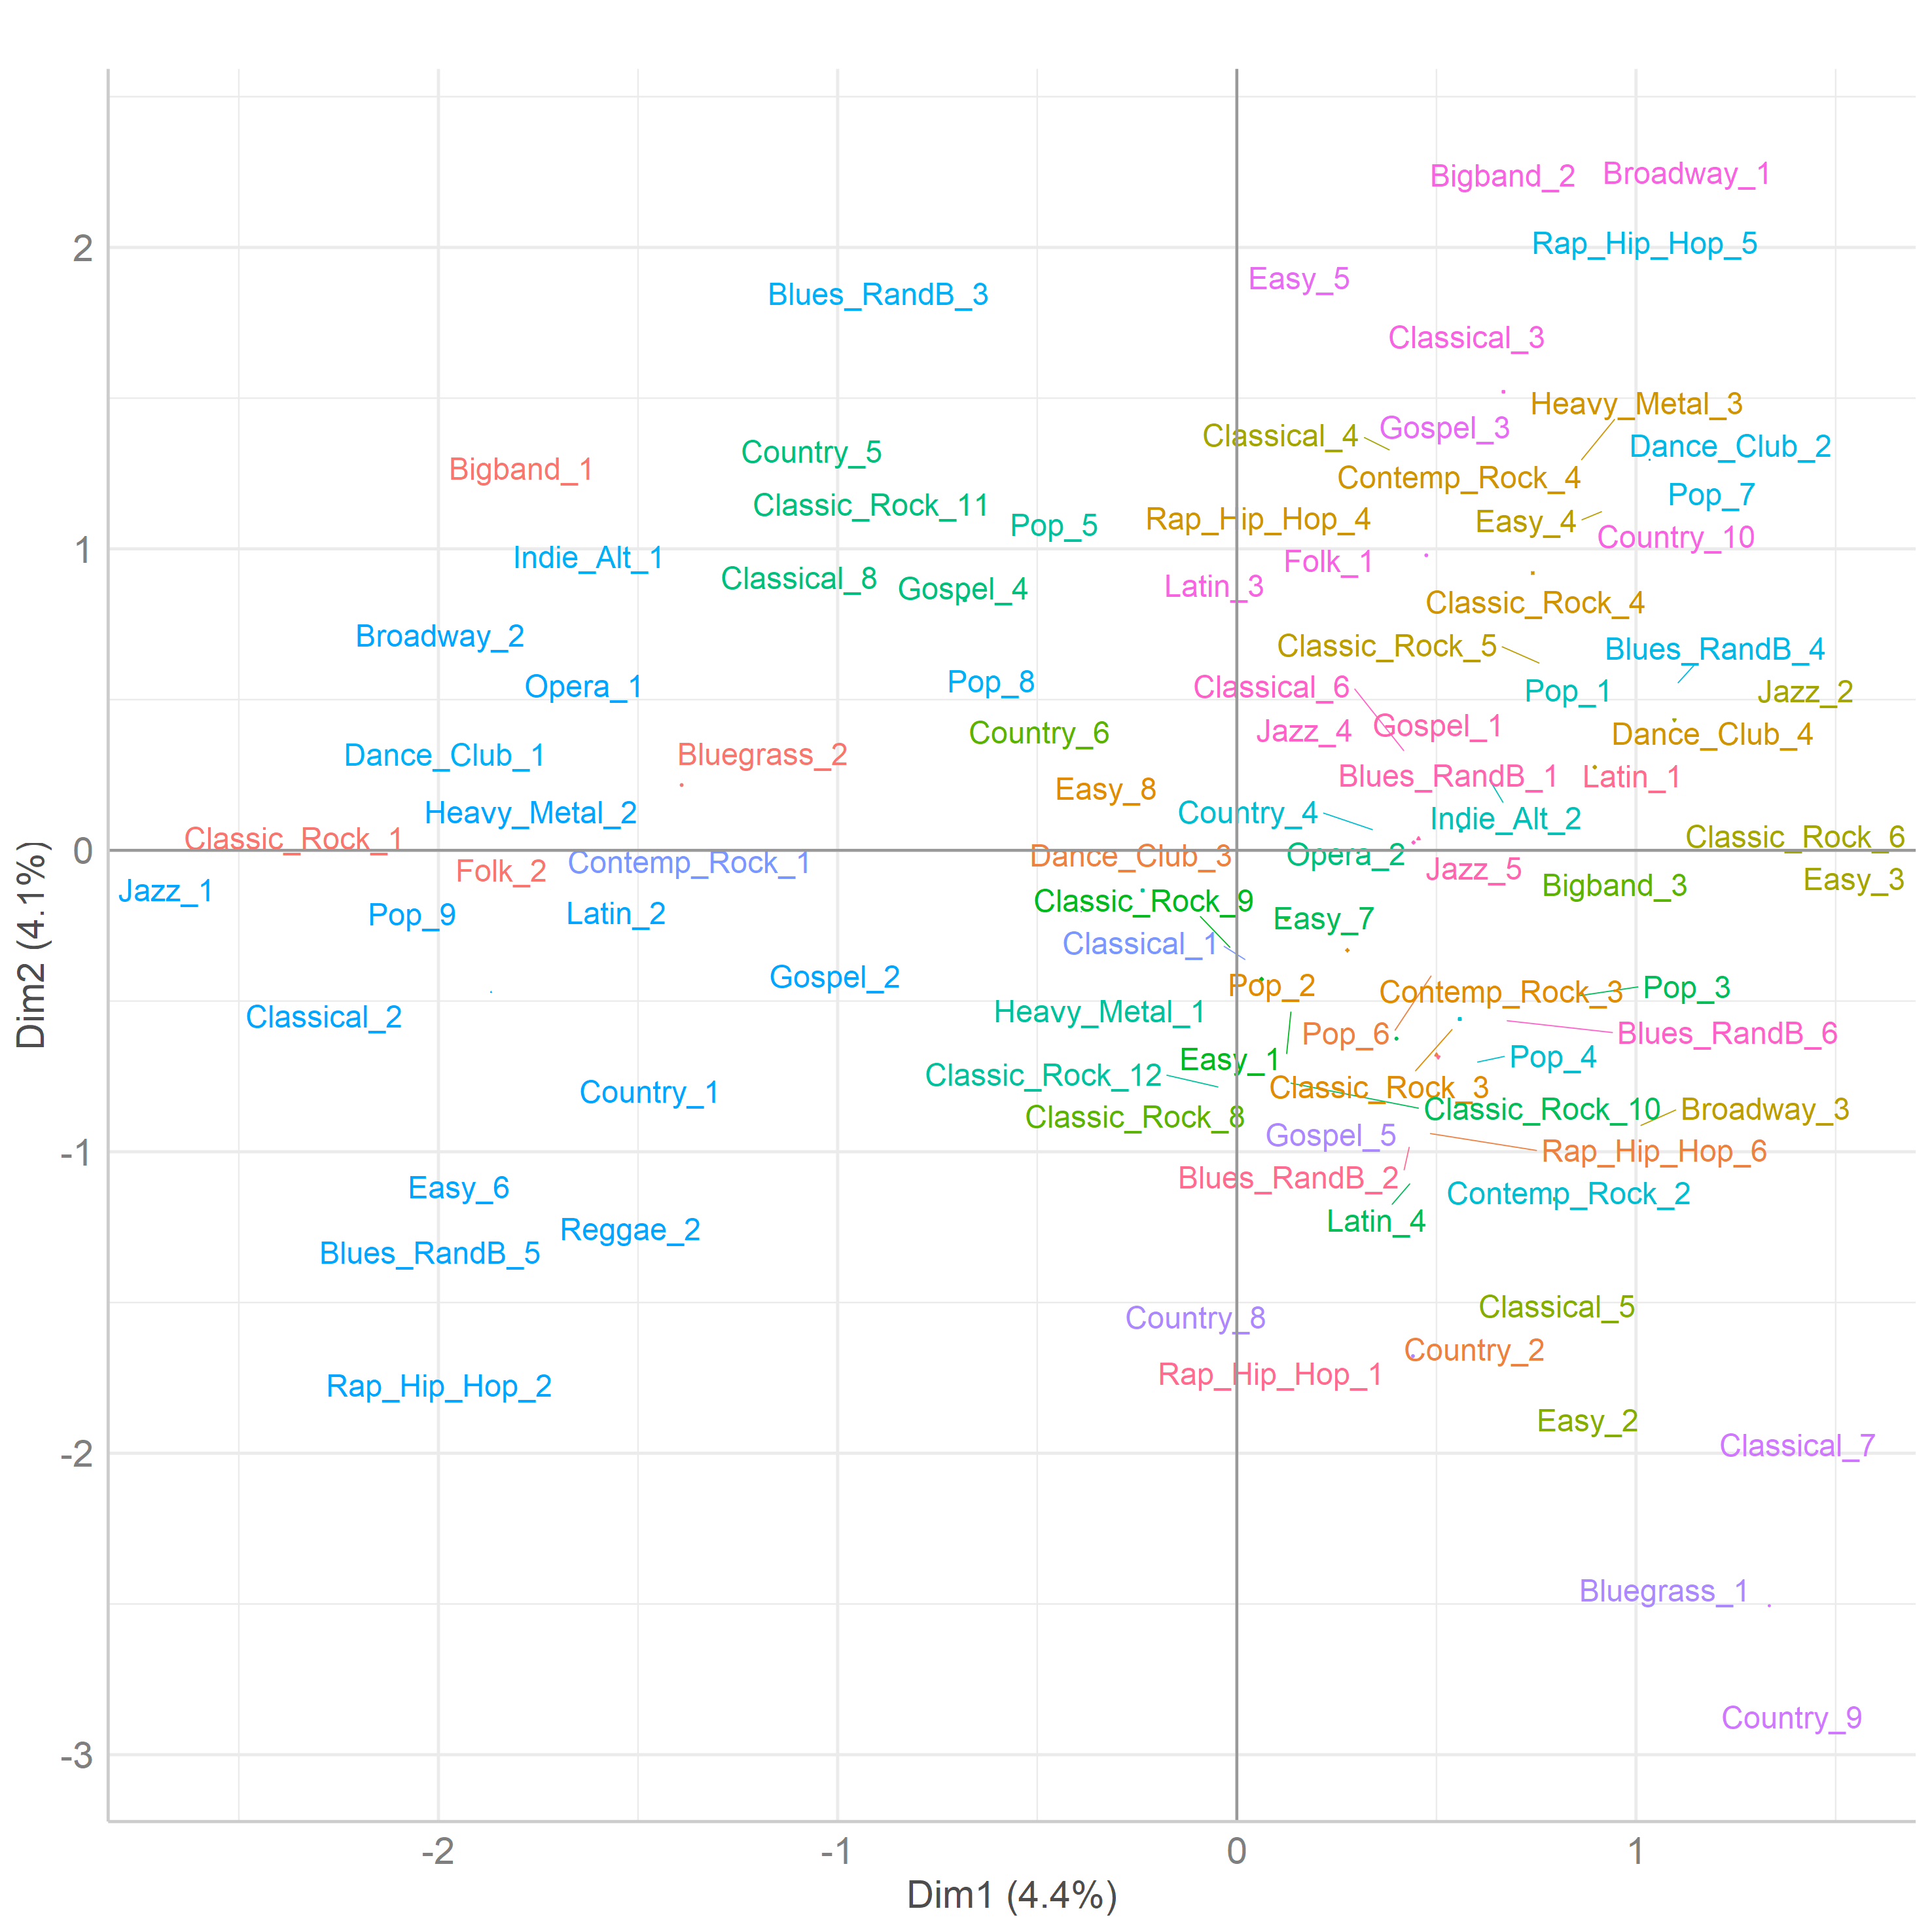 Broadway_1
Bigband_2
2
Rap_Hip_Hop_5
Easy_5
Blues_RandB_3
Classical_3
Heavy_Metal_3
Gospel_3
Classical_4
Dance_Club_2
Country_5
Bigband_1
Contemp_Rock_4
Pop_7
Classic_Rock_11
Rap_Hip_Hop_4
Easy_4
Pop_5
Country_10
1
Indie_Alt_1
Folk_1
Classical_8
Latin_3
Gospel_4
Classic_Rock_4
Broadway_2
Classic_Rock_5
Blues_RandB_4
Pop_8
Opera_1
Classical_6
Pop_1
Jazz_2
Gospel_1
Jazz_4
Country_6
Dance_Club_4
Dance_Club_1
Bluegrass_2
Blues_RandB_1
Latin_1
Easy_8
Heavy_Metal_2
Country_4
Indie_Alt_2
Classic_Rock_1
Classic_Rock_6
0
Contemp_Rock_1
Dance_Club_3
Opera_2
Folk_2
Jazz_5
Easy_3
Jazz_1
Bigband_3
Classic_Rock_9
Pop_9
Latin_2
Easy_7
Classical_1
Gospel_2
Pop_2
Contemp_Rock_3
Pop_3
Classical_2
Heavy_Metal_1
Pop_6
Blues_RandB_6
Easy_1
Pop_4
Classic_Rock_12
Classic_Rock_3
Country_1
Classic_Rock_8
Classic_Rock_10
Broadway_3
Gospel_5
-1
Rap_Hip_Hop_6
Blues_RandB_2
Easy_6
Contemp_Rock_2
Latin_4
Reggae_2
Blues_RandB_5
Classical_5
Country_8
Country_2
Rap_Hip_Hop_1
Rap_Hip_Hop_2
Easy_2
-2
Classical_7
Bluegrass_1
Country_9
-3
-2
-1
0
1
Dim1 (4.4%)
Dim2 (4.1%)